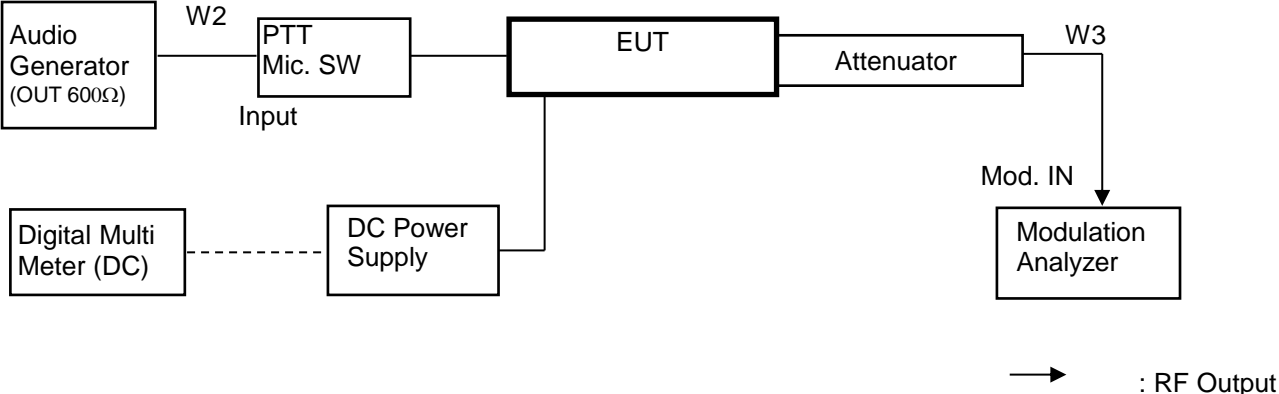 W2
Audio
Generator
(OUT 600Ω)
PTT
Mic. SW
Input
EUT
Attenuator
W3
Mod. IN
Digital Multi
Meter (DC)
DC Power
Supply
Modulation
Analyzer
: RF Output